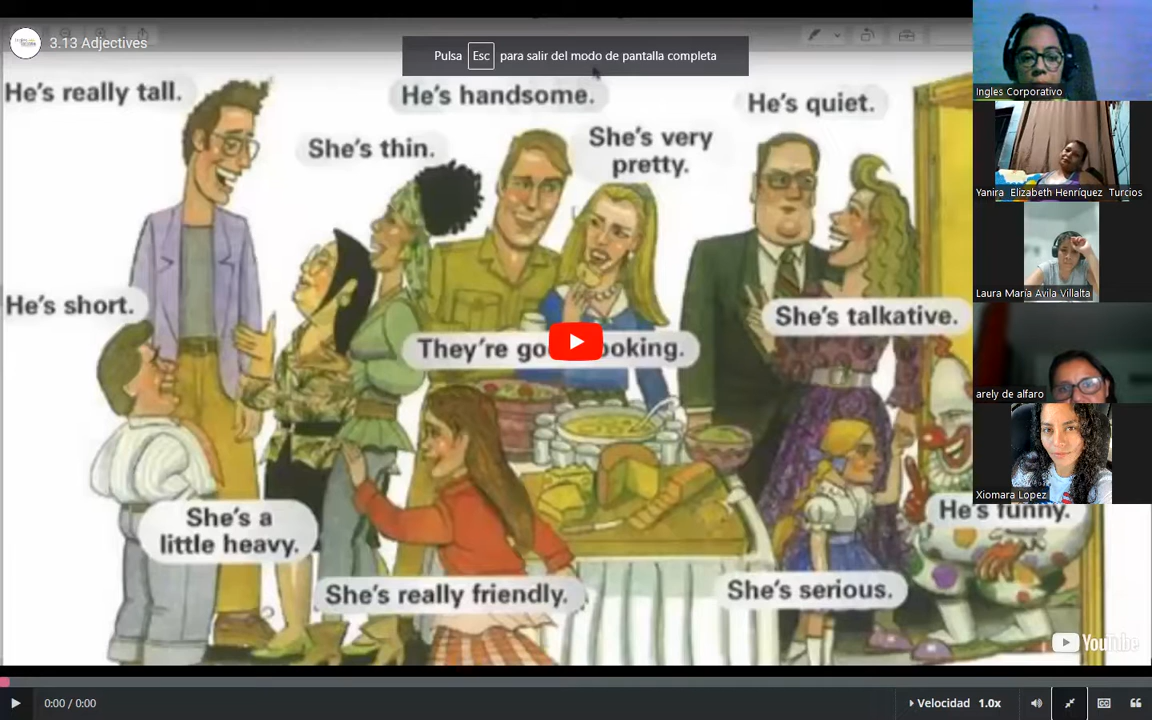 3.13 Adjectives
Pulsa Esc para salir del modo de pantalla completa
He's really tall.
He's handsome.
He's quiet.
She's thin.
She's very
pretty.
He's short.
They're go ooking.
She's talkative.
She's a
little heavy.
He's funny.
She's really friendly.
She's serious.
YouTube
0:00 / 0:00
Velocidad 1.0x
Ingles Corporativo
Yanira Elizabeth Henríquez Turcios
Laura María Avila Villalta
arely de alfaro
Xiomara Lopez